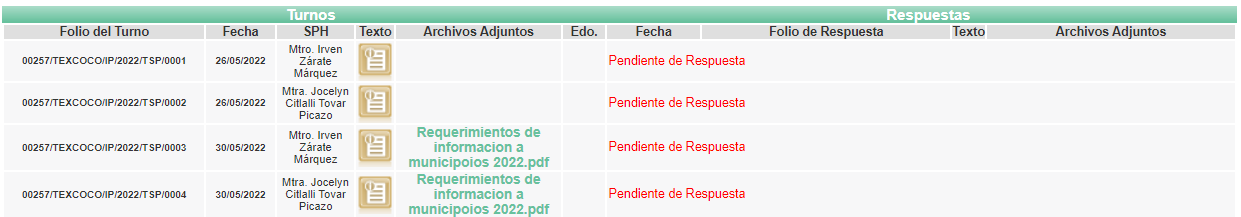 Turnos Respuestas
Folio del Turno Fecha SPH Texto Archivos Adjuntos Edo. Fecha Folio de Respuesta Texto Archivos Adjuntos
00257/TEXCOCO/IP/2022/TSP/0001 26/05/2022 Mtro. Irven Zárate Márquez Pendiente de Respuesta
00257/TEXCOCO/IP/2022/TSP/0002 26/05/2022 Mtra. Jocelyn Citlalli Tovar Picazo Pendiente de Respuesta
00257/TEXCOCO/IP/2022/TSP/0003 30/05/2022 Mtro. Irven Zárate Márquez Requerimientos de informacion a municipoios 2022.pdf Pendiente de Respuesta
00257/TEXCOCO/IP/2022/TSP/0004 30/05/2022 Mtra. Jocelyn Citlalli Tovar Picazo Requerimientos de informacion a municipoios 2022.pdf Pendiente de Respuesta